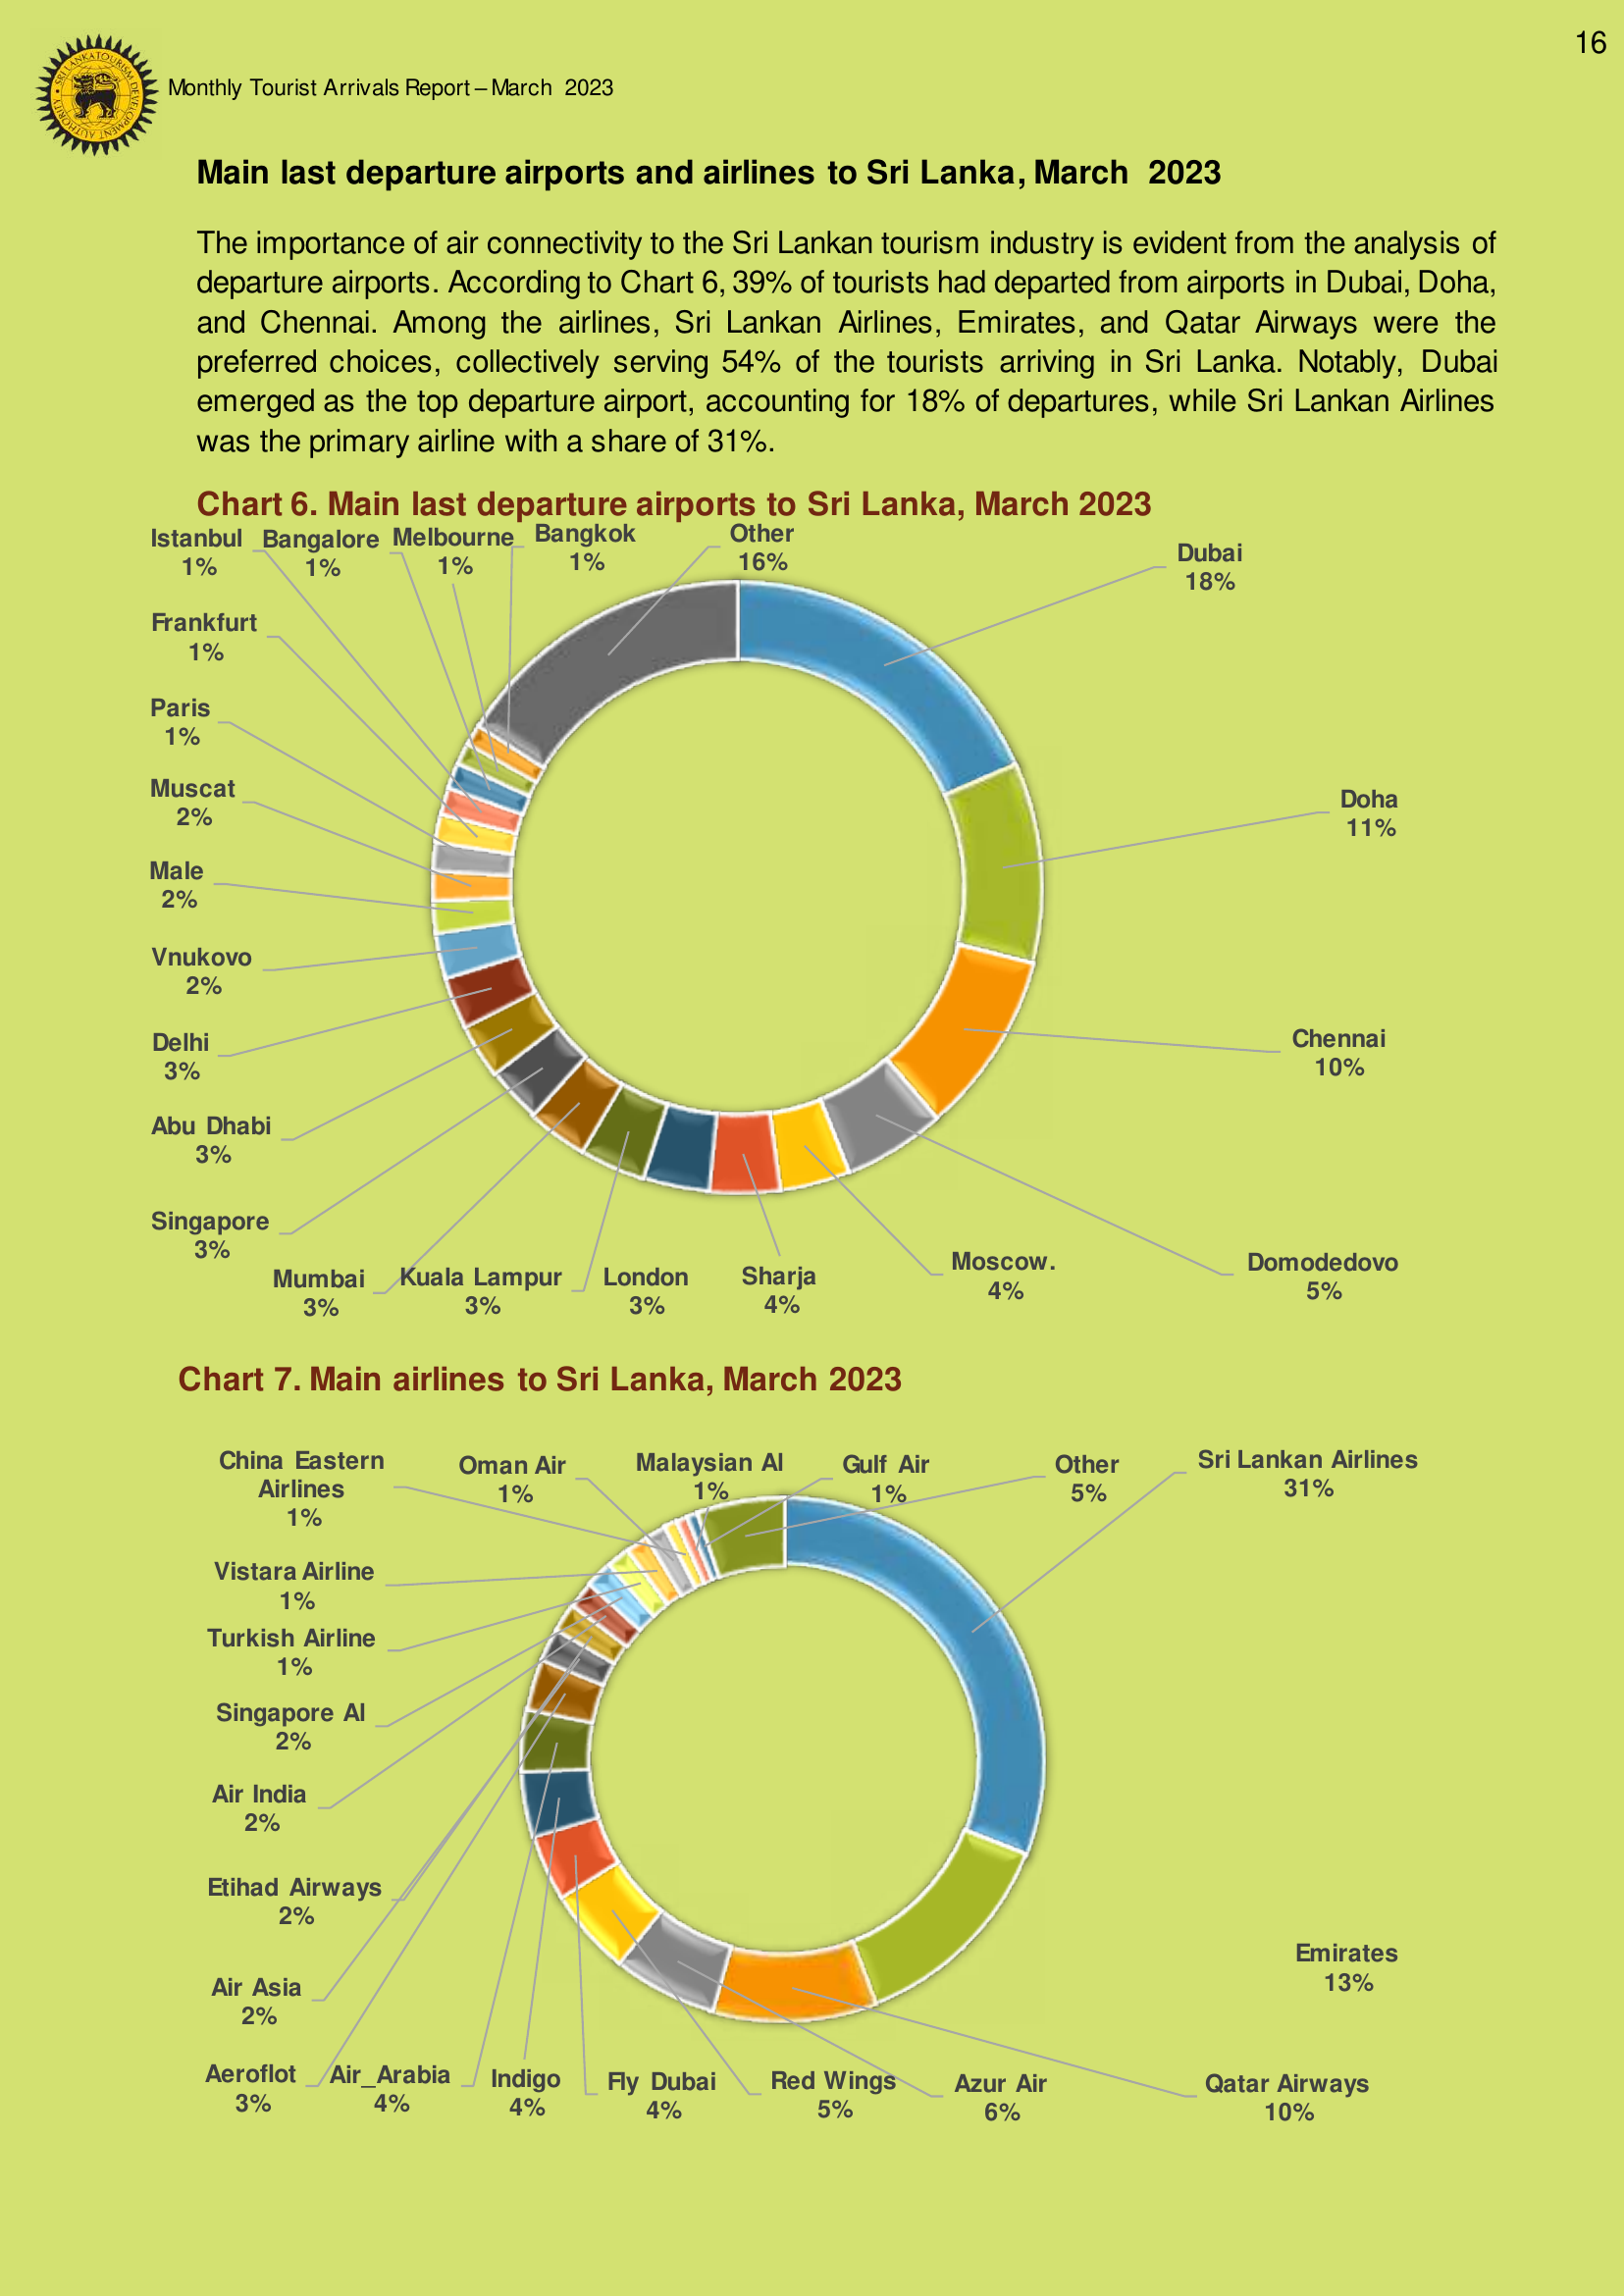 16
SRI LANKA TOURISM DEVELOPMENT AUTHORITY
Monthly Tourist Arrivals Report – March 2023
Main last departure airports and airlines to Sri Lanka, March 2023
The importance of air connectivity to the Sri Lankan tourism industry is evident from the analysis of
departure airports. According to Chart 6, 39% of tourists had departed from airports in Dubai, Doha,
and Chennai. Among the airlines, Sri Lankan Airlines, Emirates, and Qatar Airways were the
preferred choices, collectively serving 54% of the tourists arriving in Sri Lanka. Notably, Dubai
emerged as the top departure airport, accounting for 18% of departures, while Sri Lankan Airlines
was the primary airline with a share of 31%.
Chart 6. Main last departure airports to Sri Lanka, March 2023
Istanbul
1%
Bangalore
1%
Melbourne
1%
Bangkok
1%
Other
16%
Dubai
18%
Frankfurt
1%
Paris
1%
Muscat
2%
Doha
11%
Male
2%
Vnukovo
2%
Delhi
3%
Chennai
10%
Abu Dhabi
3%
Singapore
3%
Mumbai
3%
Kuala Lampur
3%
London
3%
Sharja
4%
Moscow.
4%
Domodedovo
5%
Chart 7. Main airlines to Sri Lanka, March 2023
China Eastern
Airlines
1%
Oman Air
1%
Malaysian Al
1%
Gulf Air
1%
Other
5%
Sri Lankan Airlines
31%
Vistara Airline
1%
Turkish Airline
1%
Singapore Al
2%
Air India
2%
Etihad Airways
2%
Emirates
13%
Air Asia
2%
Aeroflot
3%
Air_Arabia
4%
Indigo
4%
Fly Dubai
4%
Red Wings
5%
Azur Air
6%
Qatar Airways
10%